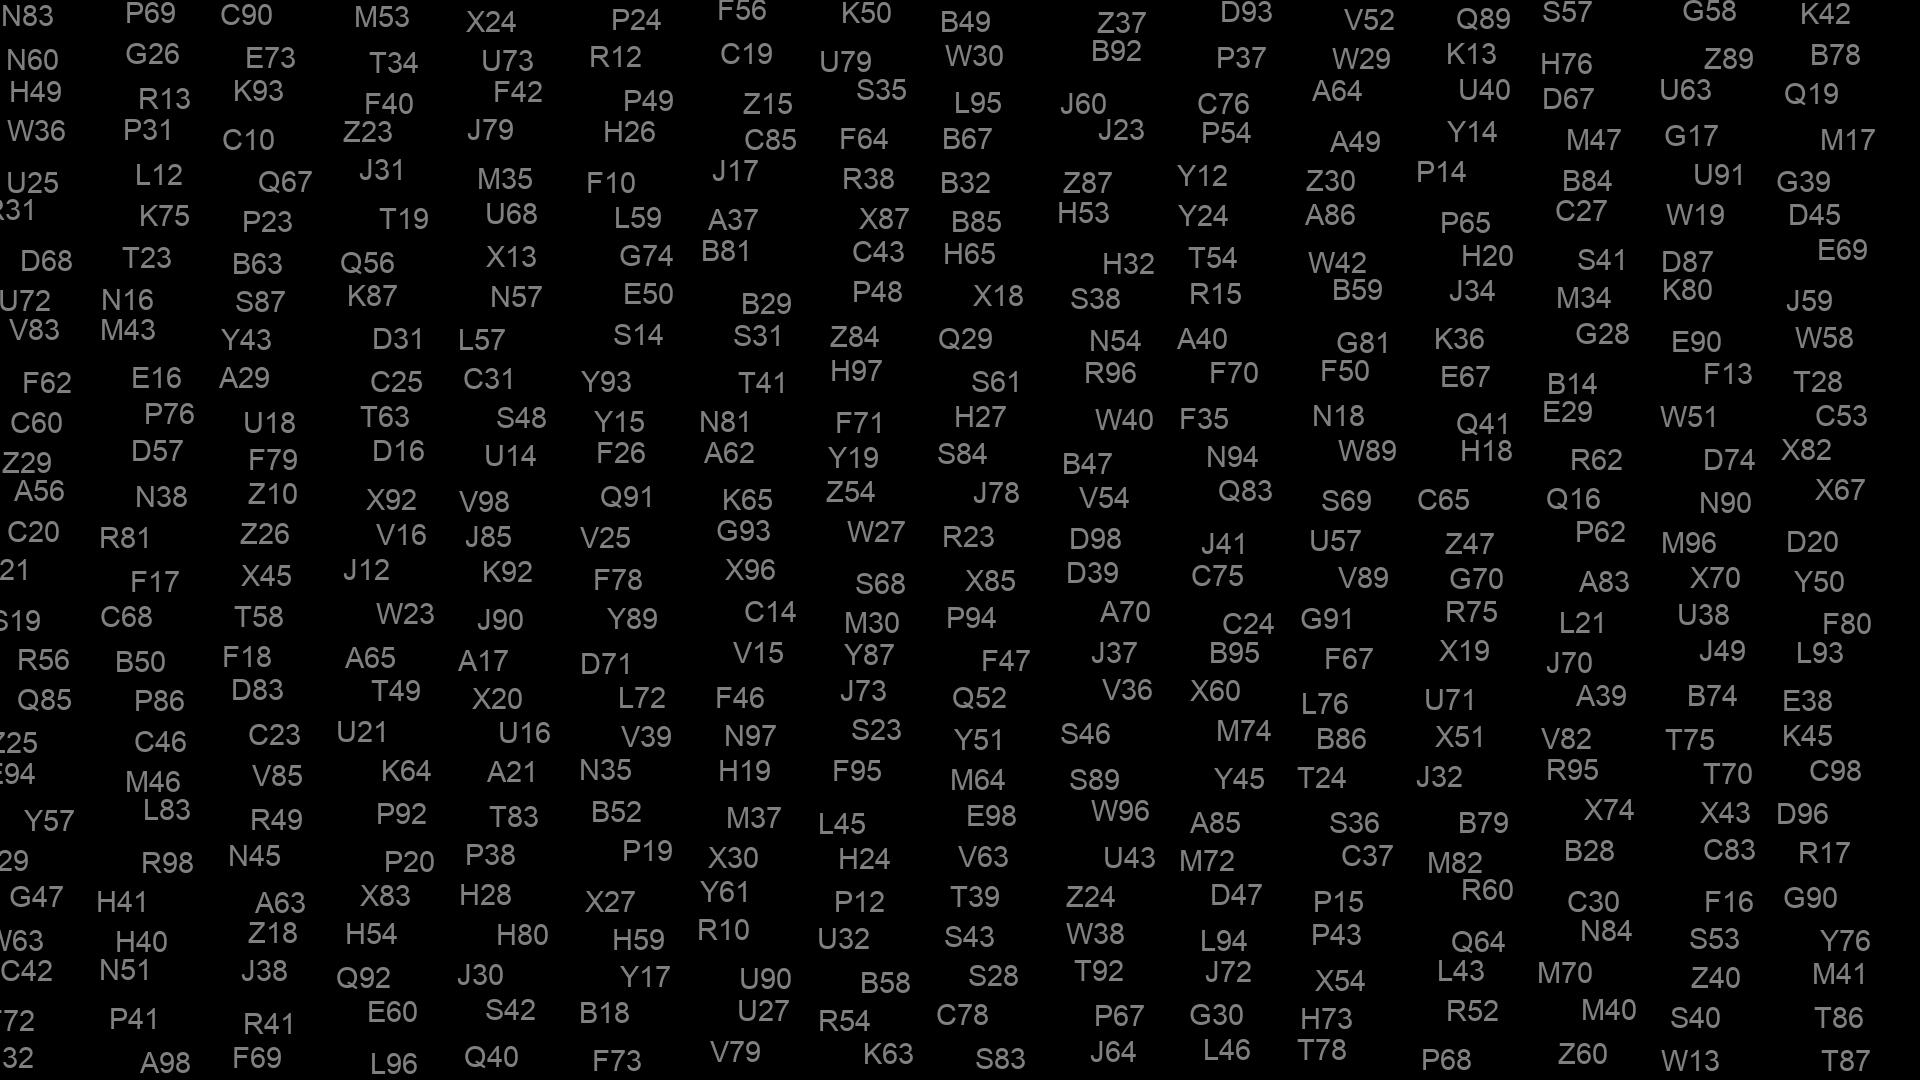 N83 P69 C90 M53 X24 P24 F56 K50 B49 Z37 D93 V52 Q89 S57 G58 K42
N60 G26 E73 T34 U73 R12 C19 U79 W30 B92 P37 W29 K13 H76 Z89 B78
H49 R13 K93 F40 F42 P49 Z15 S35 L95 J60 C76 A64 U40 D67 U63 Q19
W36 P31 C10 Z23 J79 H26 C85 F64 B67 J23 P54 A49 Y14 M47 G17 M17
U25 L12 Q67 J31 M35 F10 J17 R38 B32 Z87 Y12 Z30 P14 B84 U91 G39
R31 K75 P23 T19 U68 L59 A37 X87 B85 H53 Y24 A86 P65 C27 W19 D45
D68 T23 B63 Q56 X13 G74 B81 C43 H65 H32 T54 W42 H20 S41 D87 E69
U72 N16 S87 K87 N57 E50 B29 P48 X18 S38 R15 B59 J34 M34 K80 J59
V83 M43 Y43 D31 L57 S14 S31 Z84 Q29 N54 A40 G81 K36 G28 E90 W58
F62 E16 A29 C25 C31 Y93 T41 H97 S61 R96 F70 F50 E67 B14 F13 T28
C60 P76 U18 T63 S48 Y15 N81 F71 H27 W40 F35 N18 Q41 E29 W51 C53
Z29 D57 F79 D16 U14 F26 A62 Y19 S84 B47 N94 W89 H18 R62 D74 X82
A56 N38 Z10 X92 V98 Q91 K65 Z54 J78 V54 Q83 S69 C65 Q16 N90 X67
C20 R81 Z26 V16 J85 V25 G93 W27 R23 D98 J41 U57 Z47 P62 M96 D20
21 F17 X45 J12 K92 F78 X96 S68 X85 D39 C75 V89 G70 A83 X70 Y50
S19 C68 T58 W23 J90 Y89 C14 M30 P94 A70 C24 G91 R75 L21 U38 F80
R56 B50 F18 A65 A17 D71 V15 Y87 F47 J37 B95 F67 X19 J70 J49 L93
Q85 P86 D83 T49 X20 L72 F46 J73 Q52 V36 X60 L76 U71 A39 B74 E38
Z25 C46 C23 U21 U16 V39 N97 S23 Y51 S46 M74 B86 X51 V82 T75 K45
E94 M46 V85 K64 A21 N35 H19 F95 M64 S89 Y45 T24 J32 R95 T70 C98
Y57 L83 R49 P92 T83 B52 M37 L45 E98 W96 A85 S36 B79 X74 X43 D96
29 R98 N45 P20 P38 P19 X30 H24 V63 U43 M72 C37 M82 B28 C83 R17
G47 H41 A63 X83 H28 X27 Y61 P12 T39 Z24 D47 P15 R60 C30 F16 G90
W63 H40 Z18 H54 H80 H59 R10 U32 S43 W38 L94 P43 Q64 N84 S53 Y76
C42 N51 J38 Q92 J30 Y17 U90 B58 S28 T92 J72 X54 L43 M70 Z40 M41
72 P41 R41 E60 S42 B18 U27 R54 C78 P67 G30 H73 R52 M40 S40 T86
32 A98 F69 L96 Q40 F73 V79 K63 S83 J64 L46 T78 P68 Z60 W13 T87